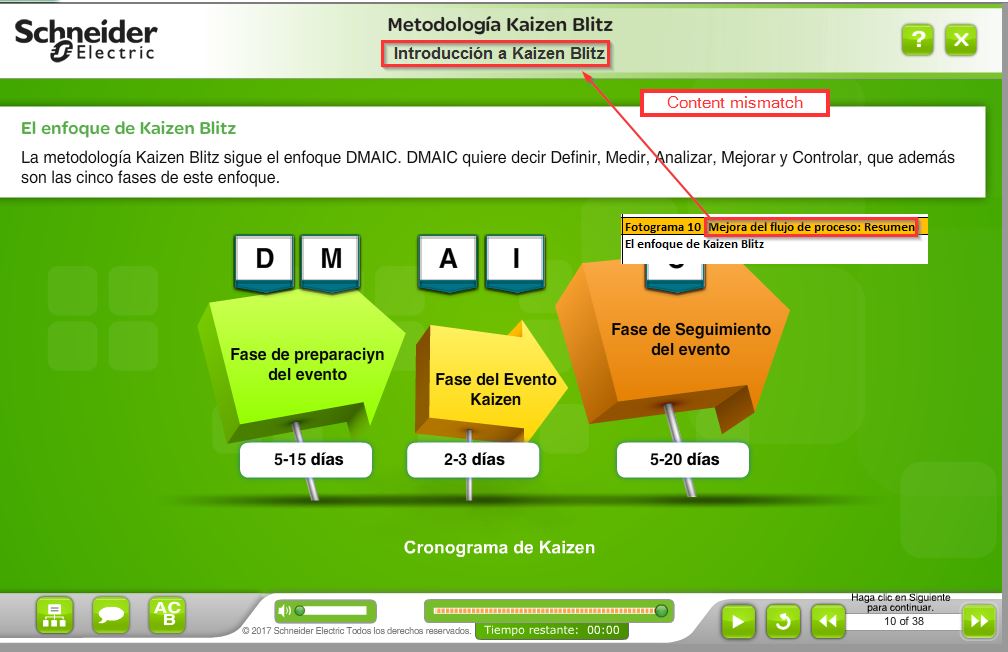 Schneider
Electric
Metodología Kaizen Blitz
Introducción a Kaizen Blitz
?
X
Content mismatch
El enfoque de Kaizen Blitz
La metodología Kaizen Blitz sigue el enfoque DMAIC. DMAIC quiere decir Definir, Medir, Analizar, Mejorar y Controlar, que además
son las cinco fases de este enfoque.
Fotograma 10 Mejora del flujo de proceso: Resumen
El enfoque de Kaizen Blitz
D M A I
Fase de preparaciyn
del evento
Fase del Evento
Kaizen
Fase de Seguimiento
del evento
5-15 días
2-3 días
5-20 días
Cronograma de Kaizen
AC
B
© 2017 Schneider Electric Todos los derechos reservados.
Tiempo restante: 00:00
Haga clic en Siguiente
para continuar.
10 of 38